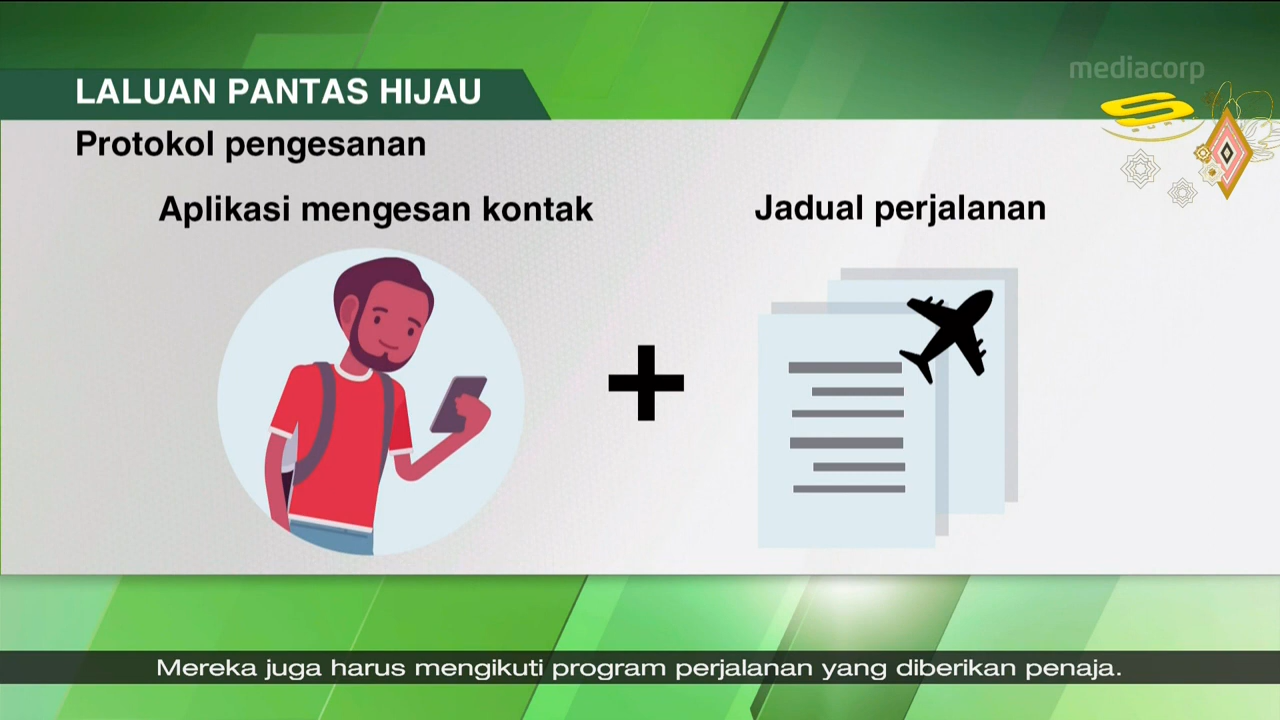 mediacorp
LALUAN PANTAS HIJAU
Protokol pengesanan
Aplikasi mengesan kontak
Jadual perjalanan
+
Mereka juga harus mengikuti program perjalanan yang diberikan penaja.